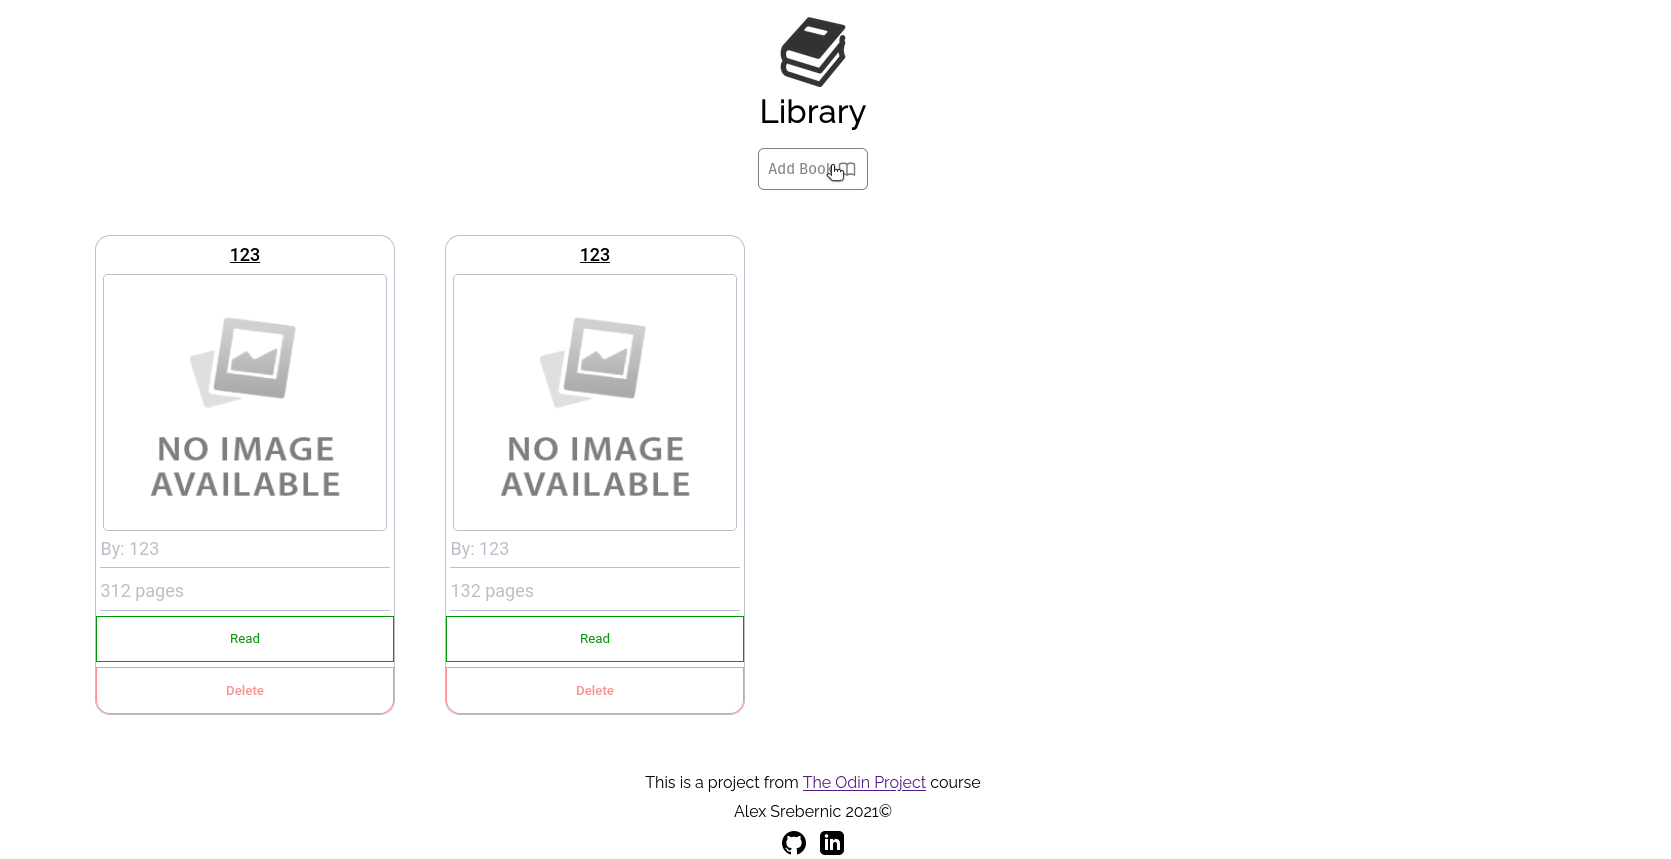 Library
Add Book
123
NO IMAGE
AVAILABLE
By: 123
312 pages
Read
Delete
123
NO IMAGE
AVAILABLE
By: 123
132 pages
Read
Delete
This is a project from The Odin Project course
Alex Srebernic 2021©
in